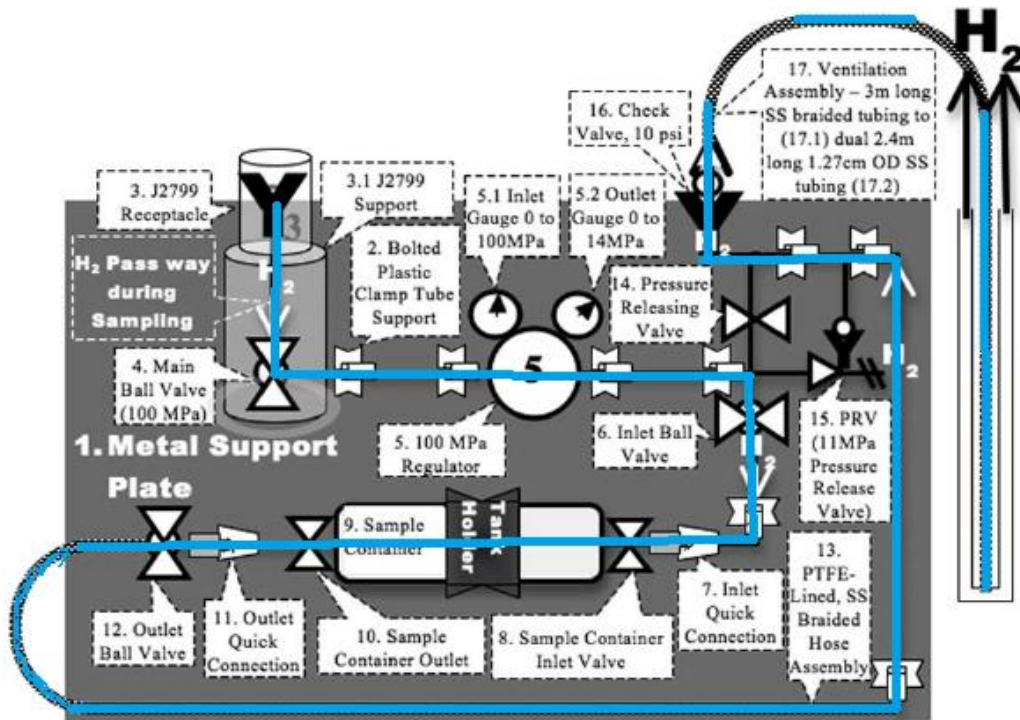 H2
17. Ventilation
Assembly – 3m long
SS braided tubing to
(17.1) dual 2.4m
long 1.27cm OD SS
tubing (17.2)
16. Check
Valve, 10 psi
3. J2799
Receptacle
3.1 J2799
Support
5.1 Inlet
Gauge 0 to
100MPa
5.2 Outlet
Gauge 0 to
14MPa
3
H2
H2
2. Bolted
Plastic
Clamp Tube
Support
H2 Pass way
during
Sampling
14. Pressure
Releasing
Valve
4. Main
Ball Valve
(100 MPa)
5
H2
1. Metal Support
Plate
5. 100 MPa
Regulator
6. Inlet Ball
Valve
H2
15. PRV
(11MPa
Pressure
Release
Valve)
9. Sample
Container
Tank
Holder
13.
PTFE-
Lined, SS
Braided
Hose
Assembly
7. Inlet
Quick
Connection
12. Outlet
Ball Valve
11. Outlet
Quick
Connection
10. Sample
Container Outlet
8. Sample Container
Inlet Valve